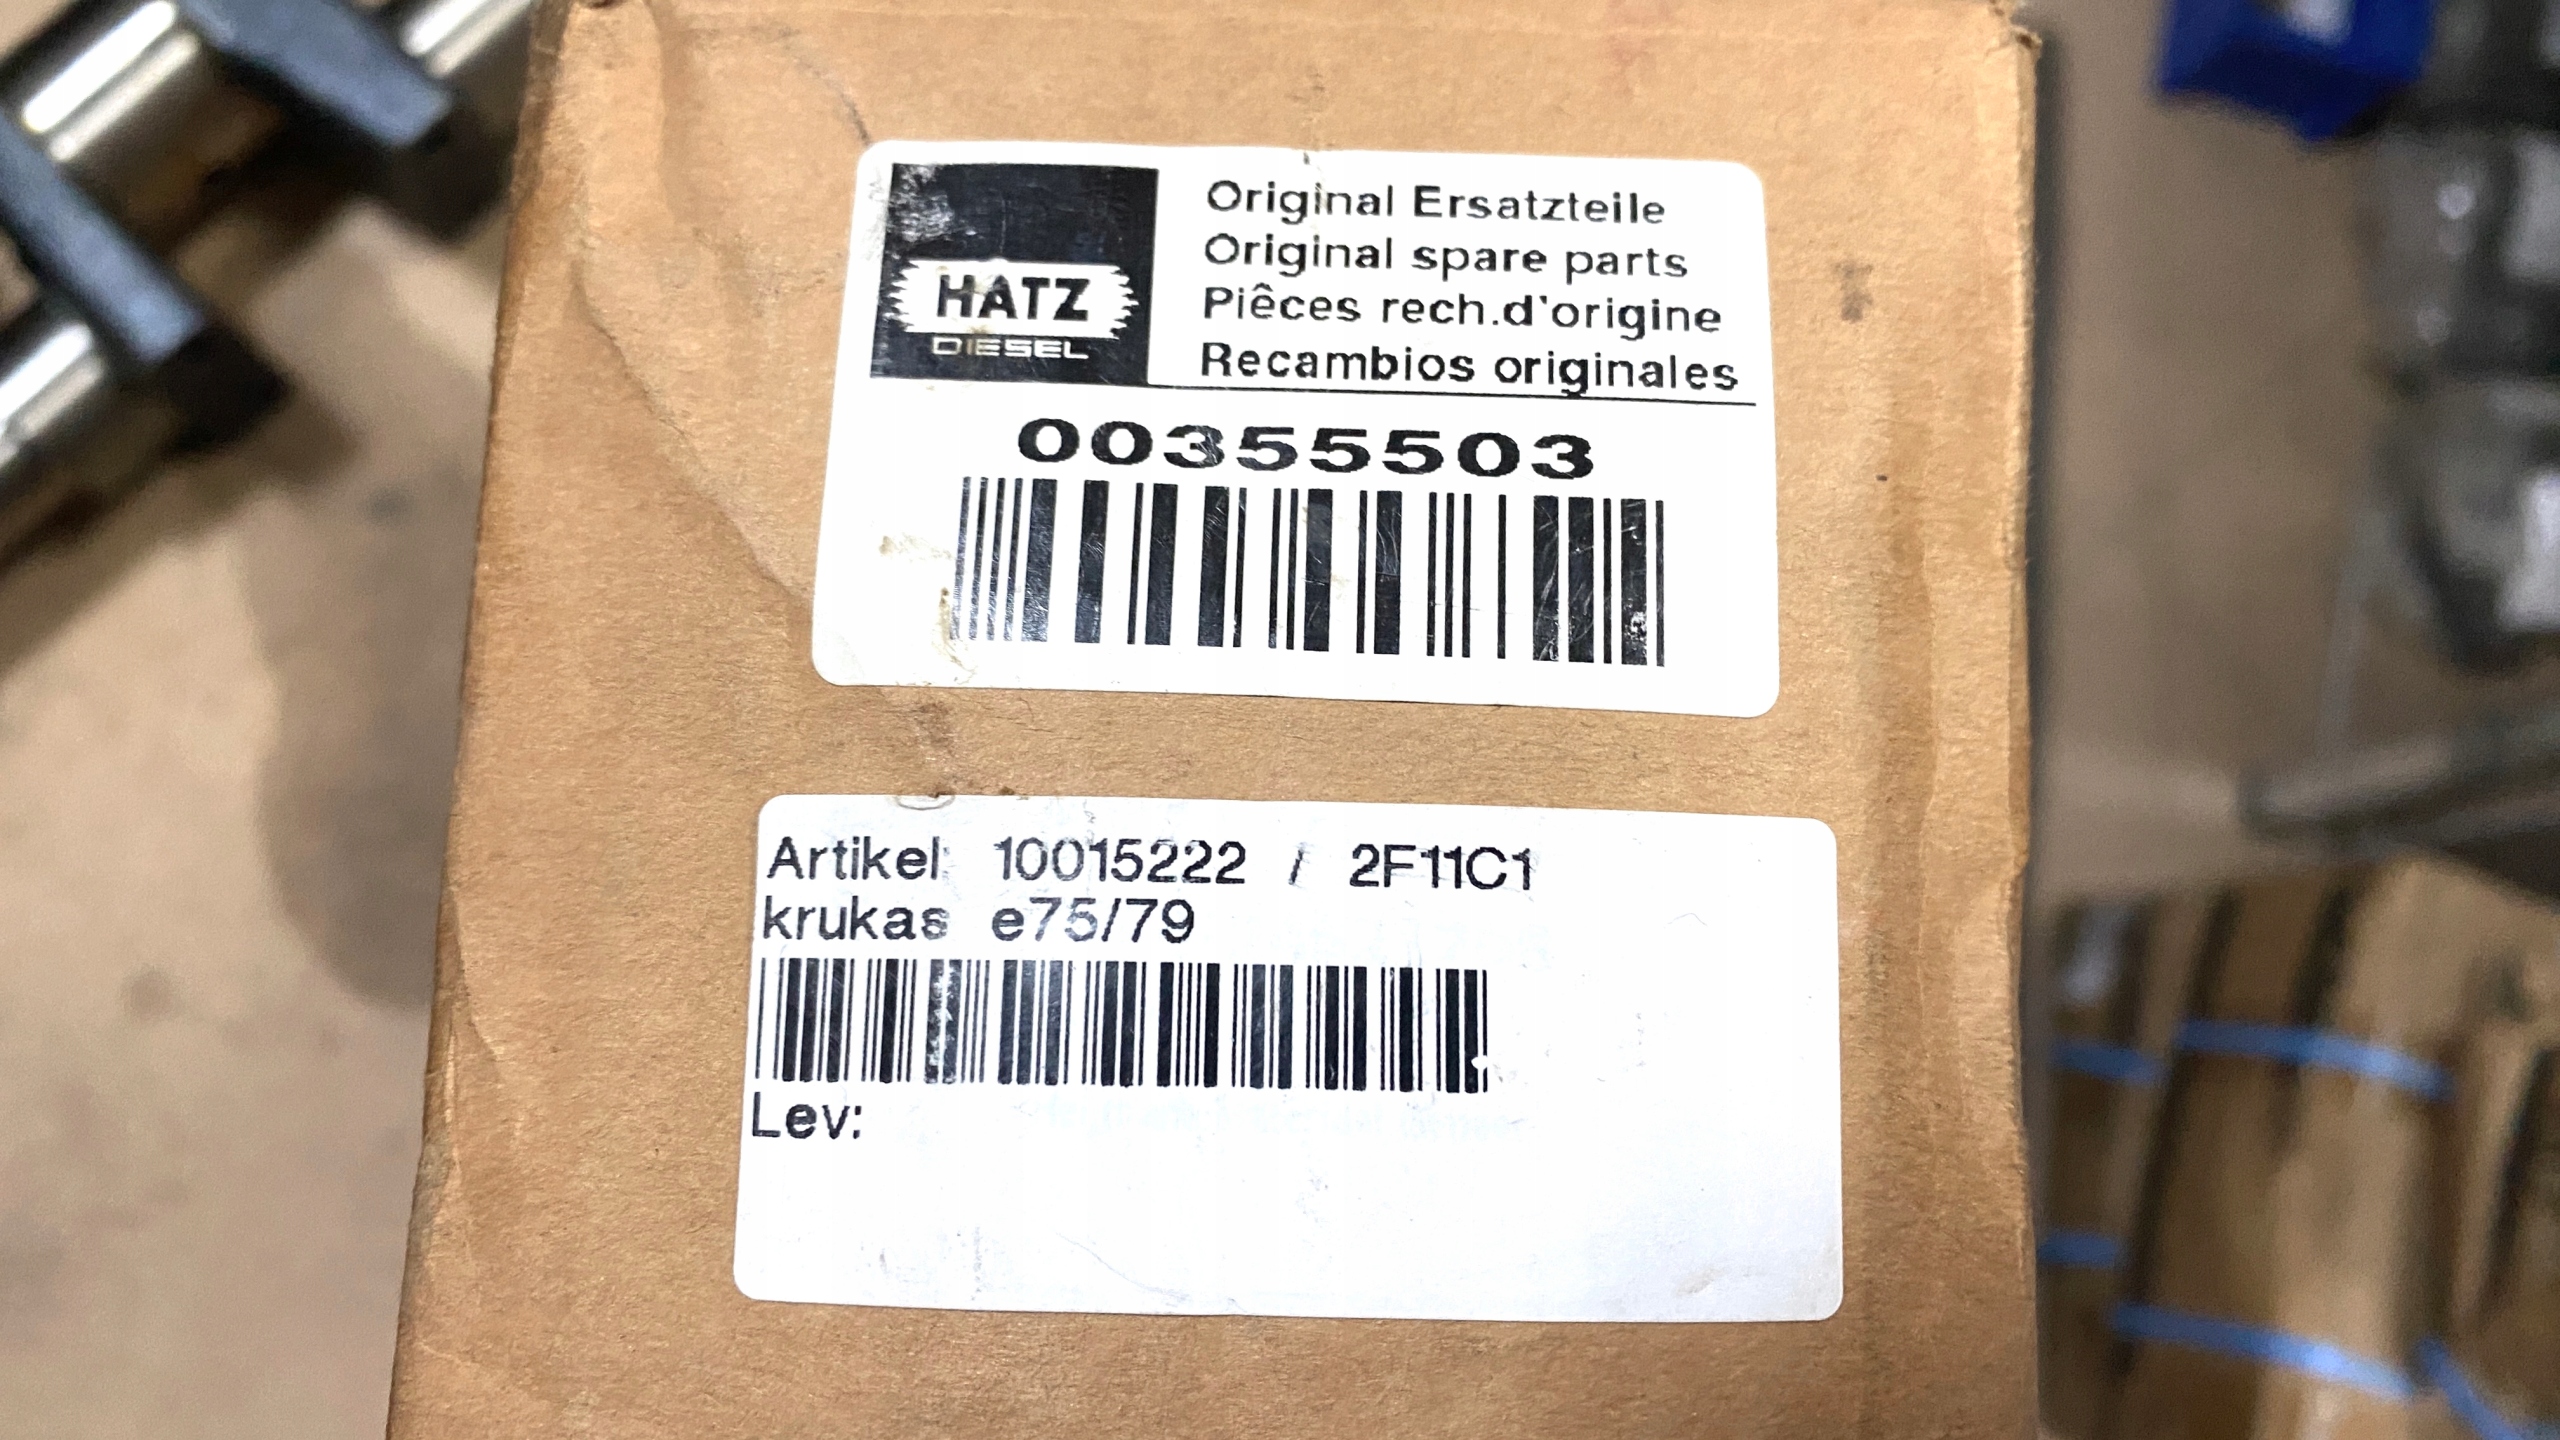 HATZ
DIESEL
Original Ersatzteile
Original spare parts
Pièces rech.d'origine
Recambios originales
00355503
Artikel: 10015222 / 2F11C1
krukas e75/79
Lev: